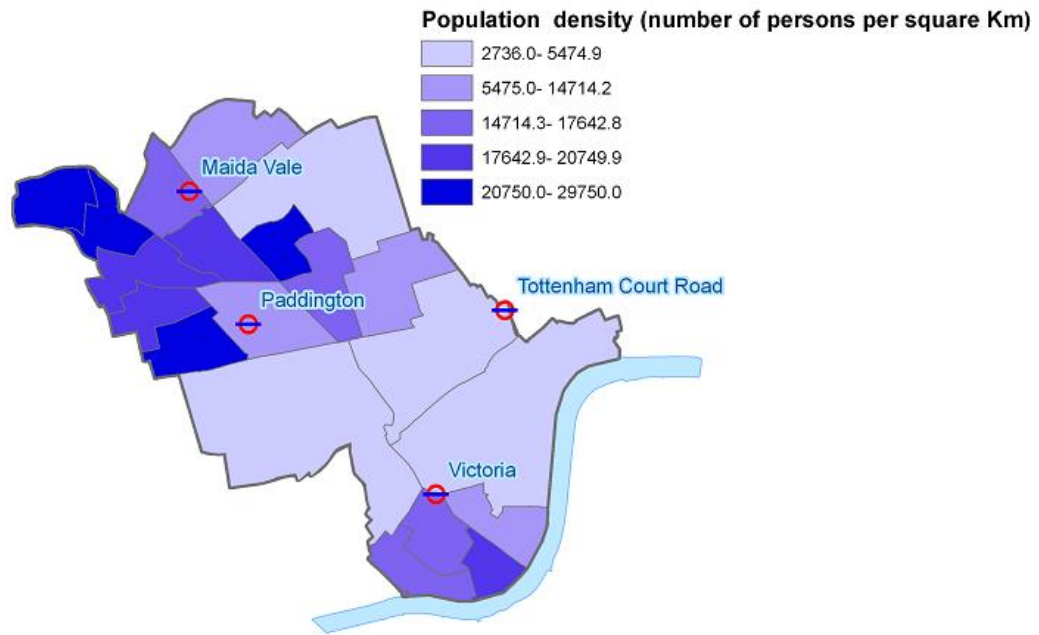 Population density (number of persons per square Km)
2736.0- 5474.9
5475.0- 14714.2
14714.3- 17642.8
17642.9- 20749.9
20750.0- 29750.0
Maida Vale
Tottenham Court Road
Paddington
Victoria